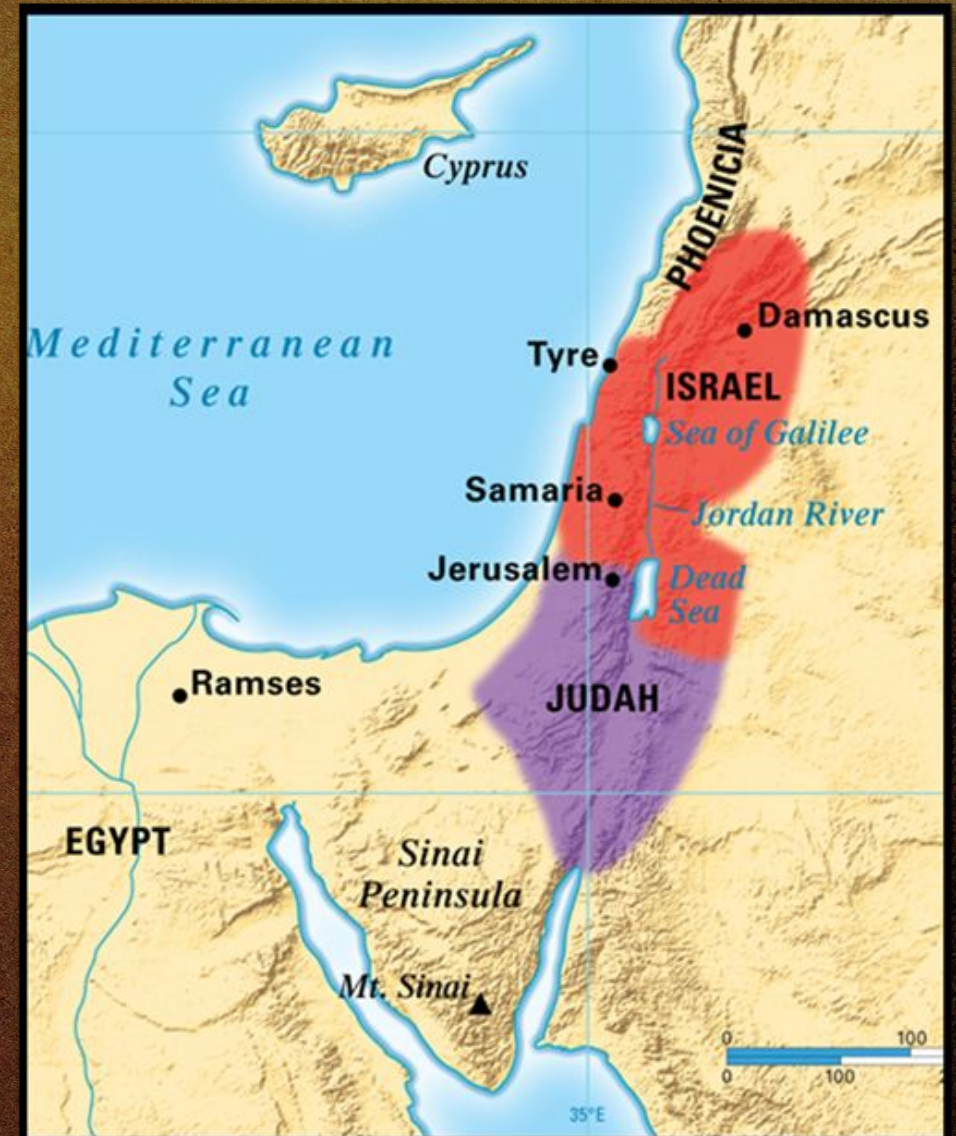 Cyprus
PHOENICIA
Mediterranean
Sea
Damascus
Tyre
ISRAEL
Sea of Galilee
Samaria
Jordan River
Jerusalem
Dead
Sea
Ramses
JUDAH
EGYPT
Sinai
Peninsula
Mt. Sinai
0 100
0 100
35°E